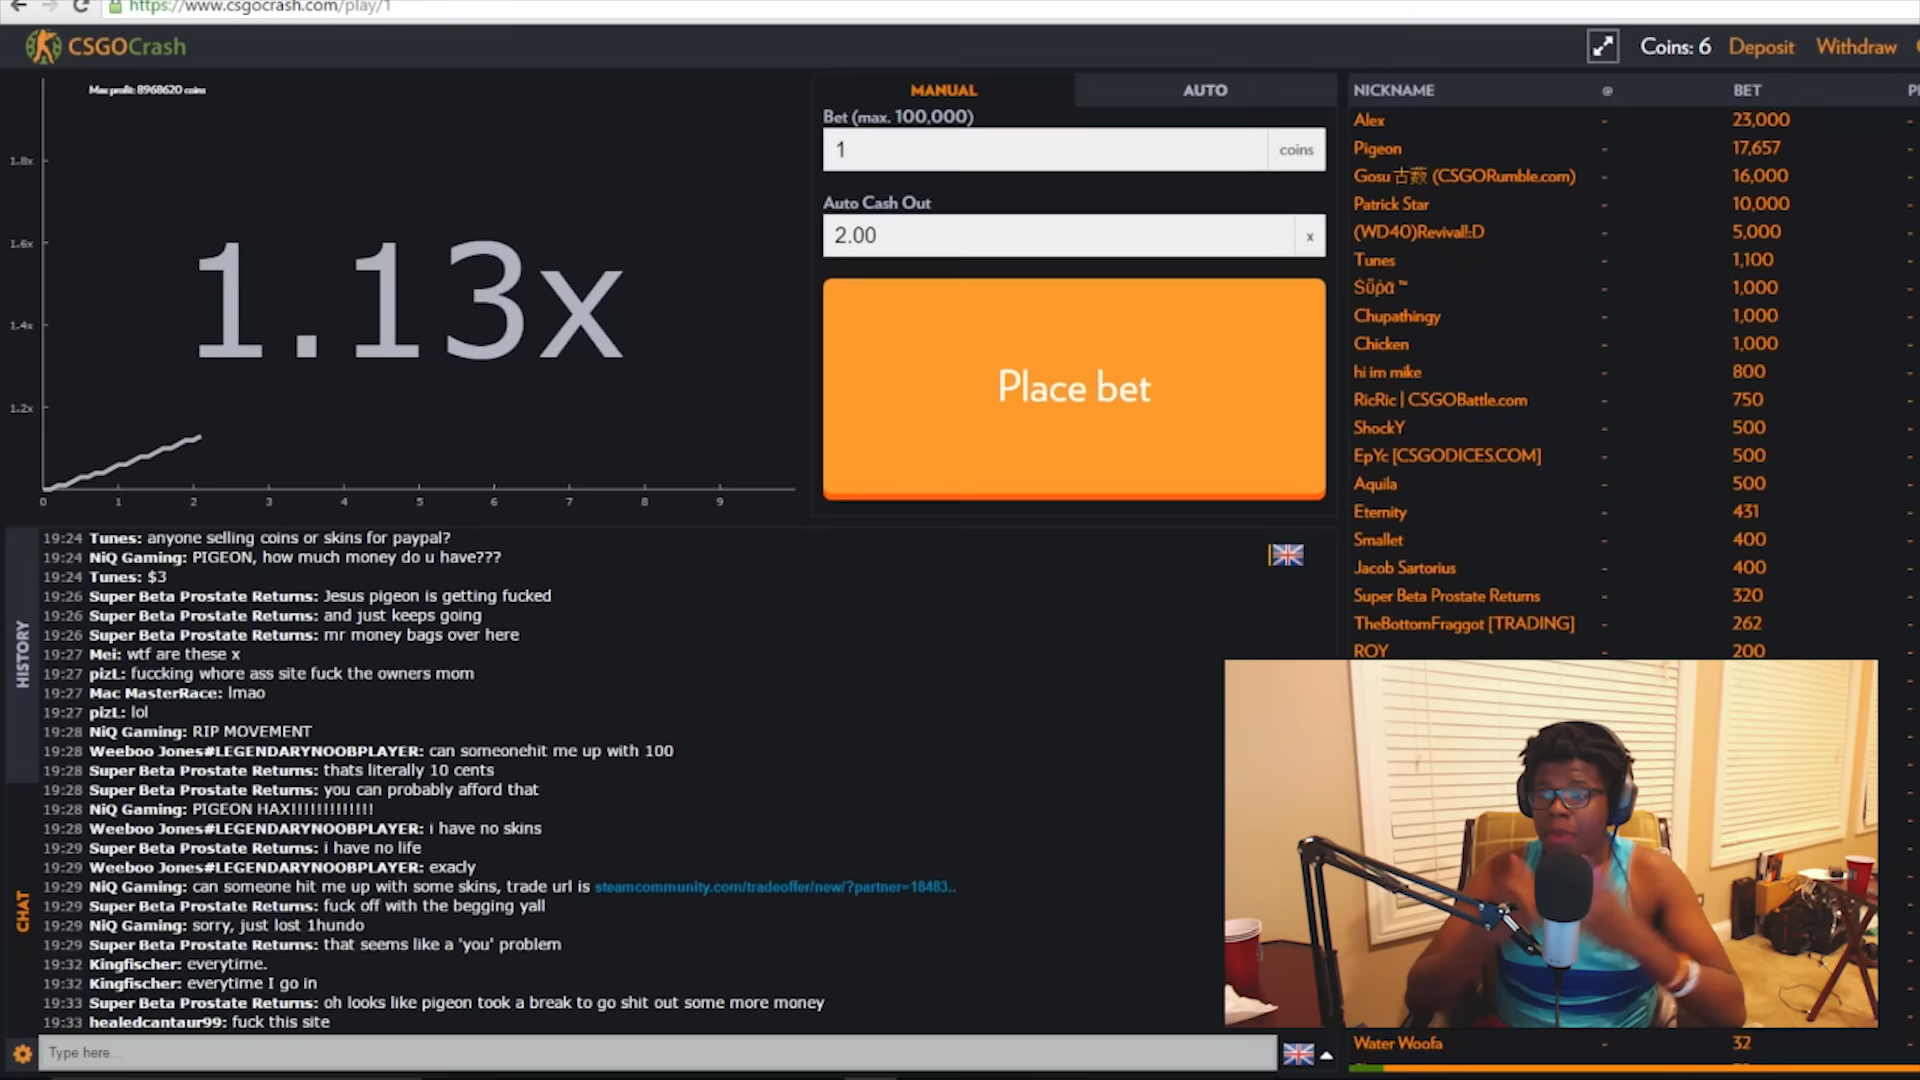 https://www.csgocrash.com/play/1
CSGOCrash
Coins: 6 Deposit Withdraw
Max profit: 8968620 coins
1.8x
1.6x
1.4x
1.2x
1.13x
0 1 2 3 4 5 6 7 8 9
MANUAL AUTO
Bet (max. 100,000)
1 coins
Auto Cash Out
2.00 x
Place bet
NICKNAME @ BET
Alex - 23,000 -
Pigeon - 17,657 -
Gosu (CSGORumble.com) - 16,000 -
Patrick Star - 10,000 -
(WD40)Revival!:D - 5,000 -
Tunes - 1,100 -
1,000 -
Chupathingy - 1,000 -
Chicken - 1,000 -
hi im mike - 800 -
RicRic | CSGOBattle.com - 750 -
ShockY - 500 -
EpYc [CSGODICES.COM] - 500 -
Aquila - 500 -
Eternity - 431 -
Smallet - 400 -
Jacob Sartorius - 400 -
Super Beta Prostate Returns - 320 -
TheBottomFraggot [TRADING] - 262 -
ROY - 200 -
Water Woofa - 32 -
HISTORY
CHAT
19:24 Tunes: anyone selling coins or skins for paypal?
19:24 NiQ Gaming: PIGEON, how much money do u have???
19:24 Tunes: $3
19:26 Super Beta Prostate Returns: Jesus pigeon is getting fucked
19:26 Super Beta Prostate Returns: and just keeps going
19:26 Super Beta Prostate Returns: mr money bags over here
19:27 Mei: wtf are these x
19:27 pizL: fuccking whore ass site fuck the owners mom
19:27 Mac MasterRace: lmao
19:27 pizL: lol
19:28 NiQ Gaming: RIP MOVEMENT
19:28 Weeboo Jones#LEGENDARYNOOBPLAYER: can someonehit me up with 100
19:28 Super Beta Prostate Returns: thats literally 10 cents
19:28 Super Beta Prostate Returns: you can probably afford that
19:28 NiQ Gaming: PIGEON HAX!!!!!!!!!!!!!
19:28 Weeboo Jones#LEGENDARYNOOBPLAYER: i have no skins
19:29 Super Beta Prostate Returns: i have no life
19:29 Weeboo Jones#LEGENDARYNOOBPLAYER: exacly
19:29 NiQ Gaming: can someone hit me up with some skins, trade url is steamcommunity.com/tradeoffer/new/?partner=18483..
19:29 Super Beta Prostate Returns: fuck off with the begging yall
19:29 NiQ Gaming: sorry, just lost 1hundo
19:29 Super Beta Prostate Returns: that seems like a 'you' problem
19:32 Kingfischer: everytime.
19:32 Kingfischer: everytime I go in
19:33 Super Beta Prostate Returns: oh looks like pigeon took a break to go shit out some more money
19:33 healedcantaur99: fuck this site
Type here...